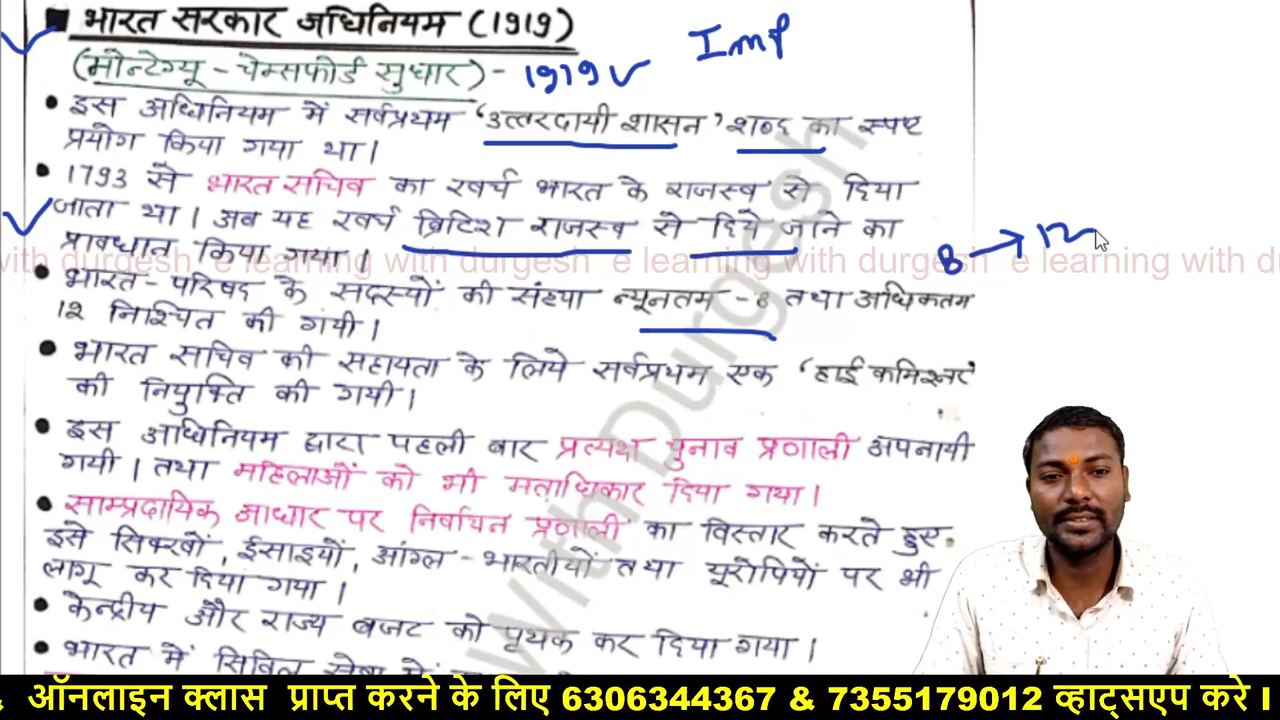 ■ भारत सरकार अधिनियम (1919)
Imp
(मोन्टेग्यू - चेम्सफोर्ड सुधार) - 1919 ✓
• इस अधिनियम में सर्वप्रथम 'उत्तरदायी शासन' शब्द का स्पष्ट
प्रयोग किया गया था।
• 1793 से भारत सचिव का खर्च भारत के राजस्व से दिया
जाता था। अब यह खर्च ब्रिटिश राजस्व से दिये जाने का
प्रावधान किया गया।
8 → 12
with durgesh e learning with durgesh e learning with durgesh e learning with du
• भारत - परिषद के सदस्यों की संख्या न्यूनतम - 8 तथा अधिकतम
12 निश्चित की गयी।
• भारत सचिव की सहायता के लिये सर्वप्रथम एक 'हाई कमिश्नर'
की नियुक्ति की गयी।
• इस अधिनियम द्वारा पहली बार प्रत्यक्ष चुनाव प्रणाली अपनायी
गयी। तथा महिलाओं को भी मताधिकार दिया गया।
• साम्प्रदायिक आधार पर निर्वाचन प्रणाली का विस्तार करते हुए
इसे सिक्खों, ईसाइयों, आंग्ल - भारतीयों तथा यूरोपियों पर भी
लागू कर दिया गया।
• केन्द्रीय और राज्य बजट को पृथक कर दिया गया।
• भारत में सिविल सेवा में
with Durgesh
& ऑनलाइन क्लास प्राप्त करने के लिए 6306344367 & 7355179012 व्हाट्सएप करे I